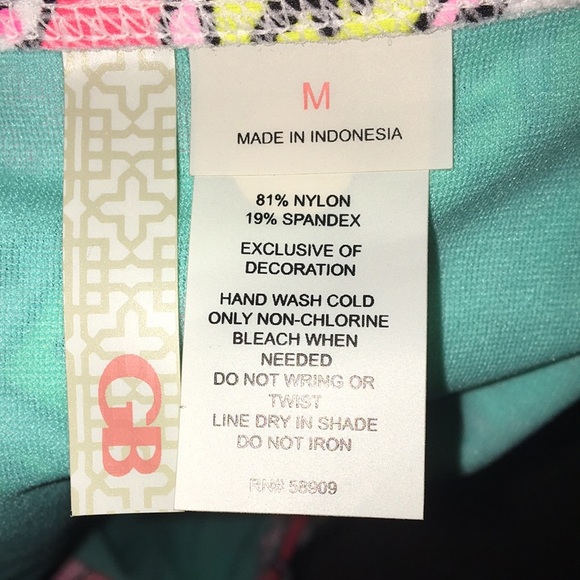 GB
M
MADE IN INDONESIA
81% NYLON
19% SPANDEX
EXCLUSIVE OF
DECORATION
HAND WASH COLD
ONLY NON-CHLORINE
BLEACH WHEN
NEEDED
DO NOT WRING OR
TWIST
LINE DRY IN SHADE
DO NOT IRON
RN# 58909